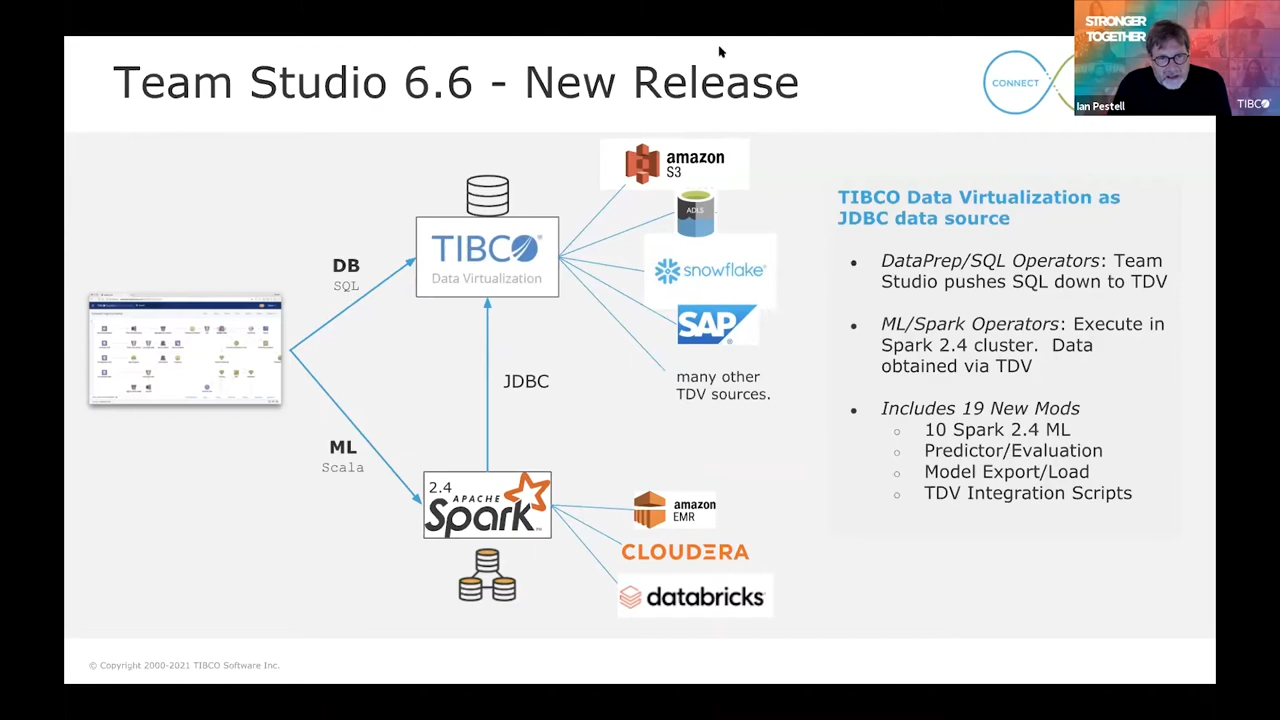 Team Studio 6.6 - New Release
CONNECT
STRONGER
TOGETHER
Ian Pestell
TIBCO
amazon
S3
ADLS
snowflake
SAP
many other
TDV sources.
TIBCO
Data Virtualization
DB
SQL
JDBC
ML
Scala
2.4
APACHE
Spark
amazon
EMR
CLOUDERA
databricks
TIBCO Data Virtualization as
JDBC data source
• DataPrep/SQL Operators: Team
Studio pushes SQL down to TDV
• ML/Spark Operators: Execute in
Spark 2.4 cluster. Data
obtained via TDV
• Includes 19 New Mods
○ 10 Spark 2.4 ML
○ Predictor/Evaluation
○ Model Export/Load
○ TDV Integration Scripts
© Copyright 2000-2021 TIBCO Software Inc.